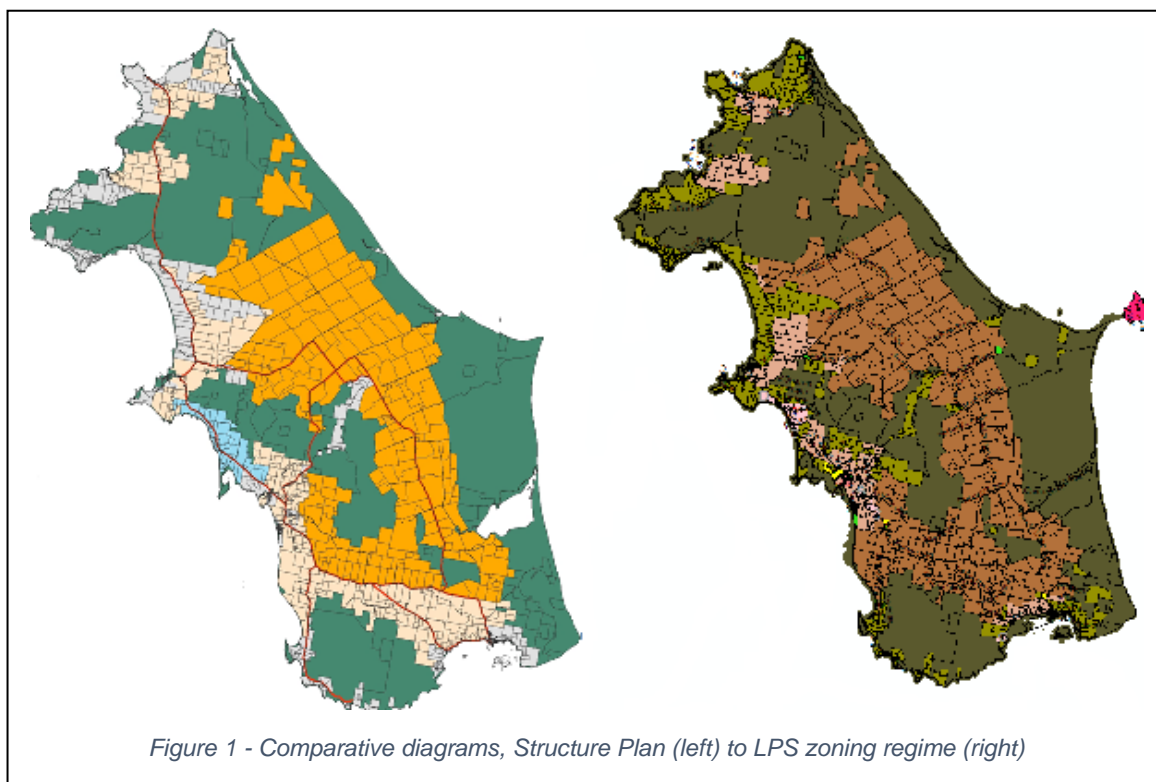 Figure 1 - Comparative diagrams, Structure Plan (left) to LPS zoning regime (right)